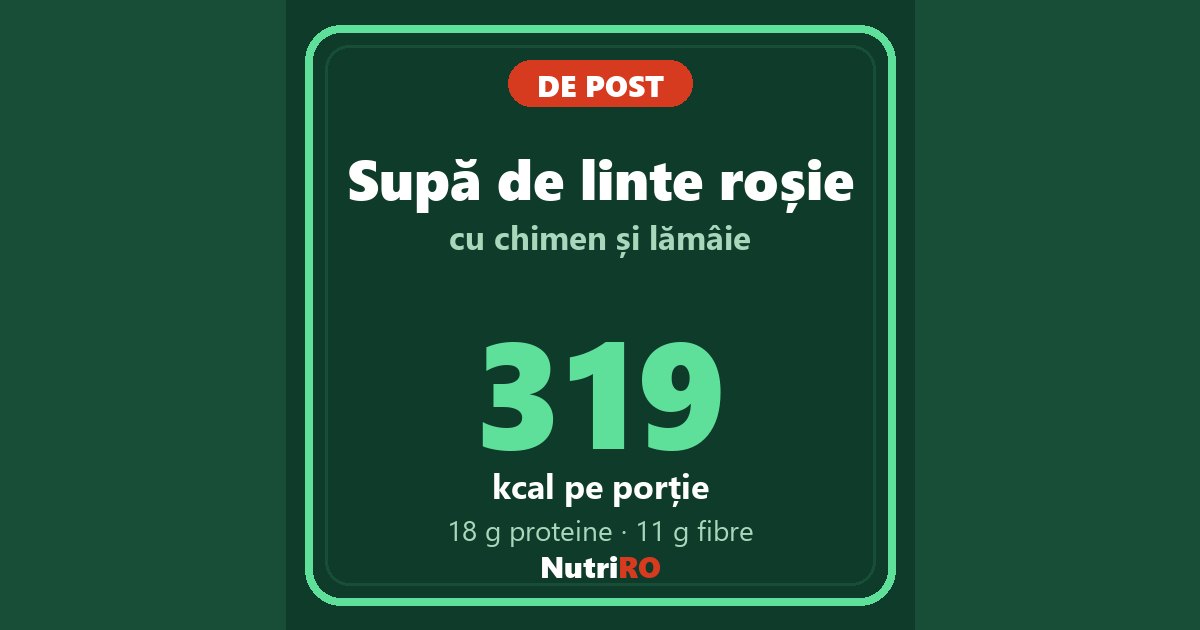 DE POST
Supă de linte roșie
cu chimen și lămâie
319
kcal pe porție
18 g proteine · 11 g fibre
NutriRO